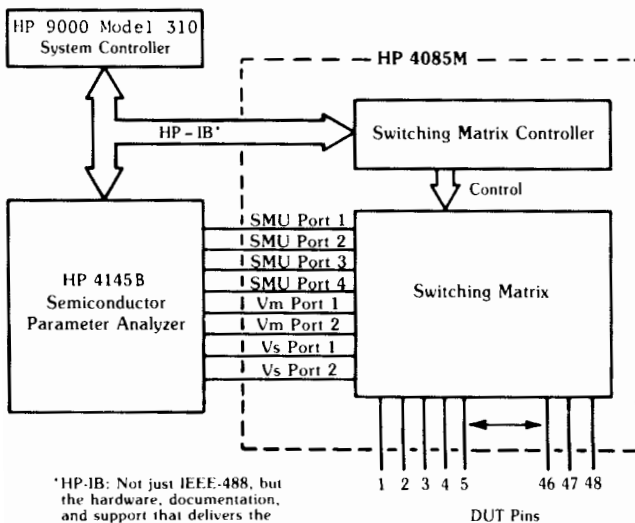 HP 9000 Model 310
System Controller
HP 4085M
HP-IB*
Switching Matrix Controller
Control
HP 4145B
Semiconductor
Parameter Analyzer
SMU Port 1
SMU Port 2
SMU Port 3
SMU Port 4
Vm Port 1
Vm Port 2
Vs Port 1
Vs Port 2
Switching Matrix
1 2 3 4 5 46 47 48
DUT Pins
*HP-IB: Not just IEEE-488, but
the hardware, documentation,
and support that delivers the